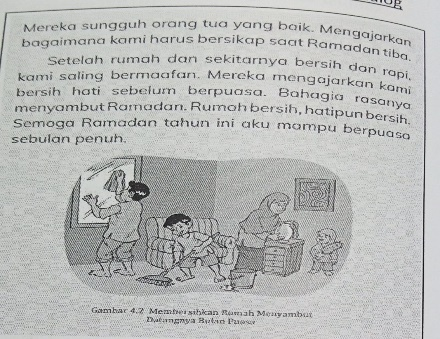 Mereka sungguh orang tua yang baik. Mengajarkan
bagaimana kami harus bersikap saat Ramadan tiba.
Setelah rumah dan sekitarnya bersih dan rapi,
kami saling bermaafan. Mereka mengajarkan kami
bersih hati sebelum berpuasa. Bahagia rasanya
menyambut Ramadan. Rumah bersih, hatipun bersih.
Semoga Ramadan tahun ini aku mampu berpuasa
sebulan penuh.
Gambar 4.2 Membersihkan Rumah Menyambut
Datangnya Bulan Puasa